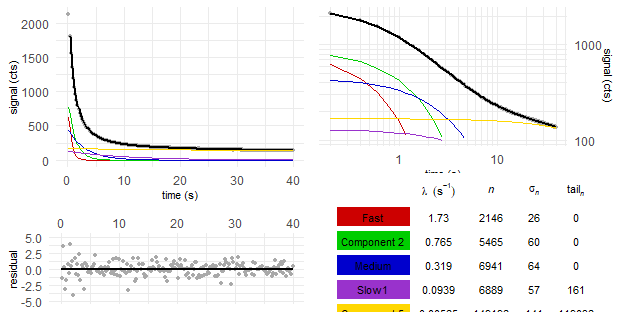 signal (cts)
2000
1500
1000
500
0
0 10 20 30 40
time (s)
1000
100
signal (cts)
1 10
λ (s⁻¹) n σₙ tailₙ
Fast 1.73 2146 26 0
Component 2 0.765 5465 60 0
Medium 0.319 6941 64 0
Slow1 0.0939 6889 57 161
0 10 20 30 40
residual
5.0
2.5
0.0
-2.5
-5.0